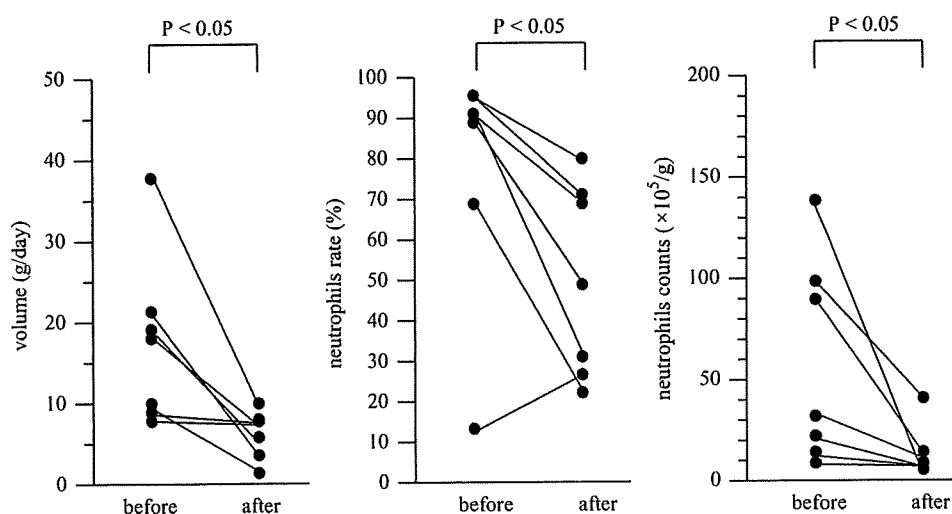 P < 0.05
volume (g/day)
50
40
30
20
10
0
before after
P < 0.05
neutrophils rate (%)
100
90
80
70
60
50
40
30
20
10
0
before after
P < 0.05
neutrophils counts (×10⁵/g)
200
150
100
50
0
before after